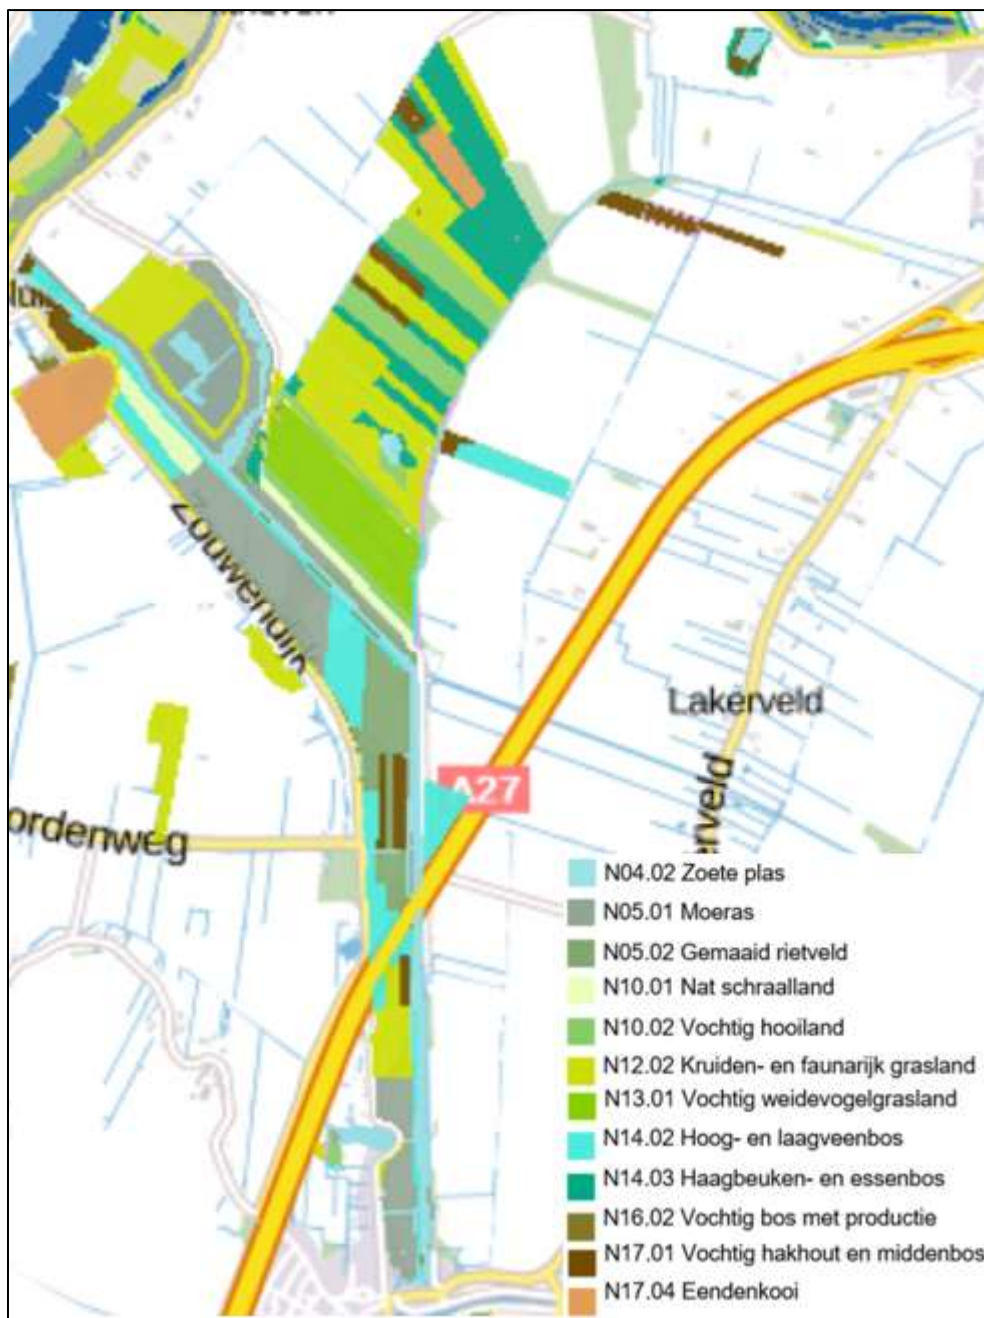 Zouwendijk
Lakerveld
A27
erveld
ordenweg
N04.02 Zoete plas
N05.01 Moeras
N05.02 Gemaaid rietveld
N10.01 Nat schraalland
N10.02 Vochtig hooiland
N12.02 Kruiden- en faunarijk grasland
N13.01 Vochtig weidevogelgrasland
N14.02 Hoog- en laagveenbos
N14.03 Haagbeuken- en essenbos
N16.02 Vochtig bos met productie
N17.01 Vochtig hakhout en middenbos
N17.04 Eendenkooi